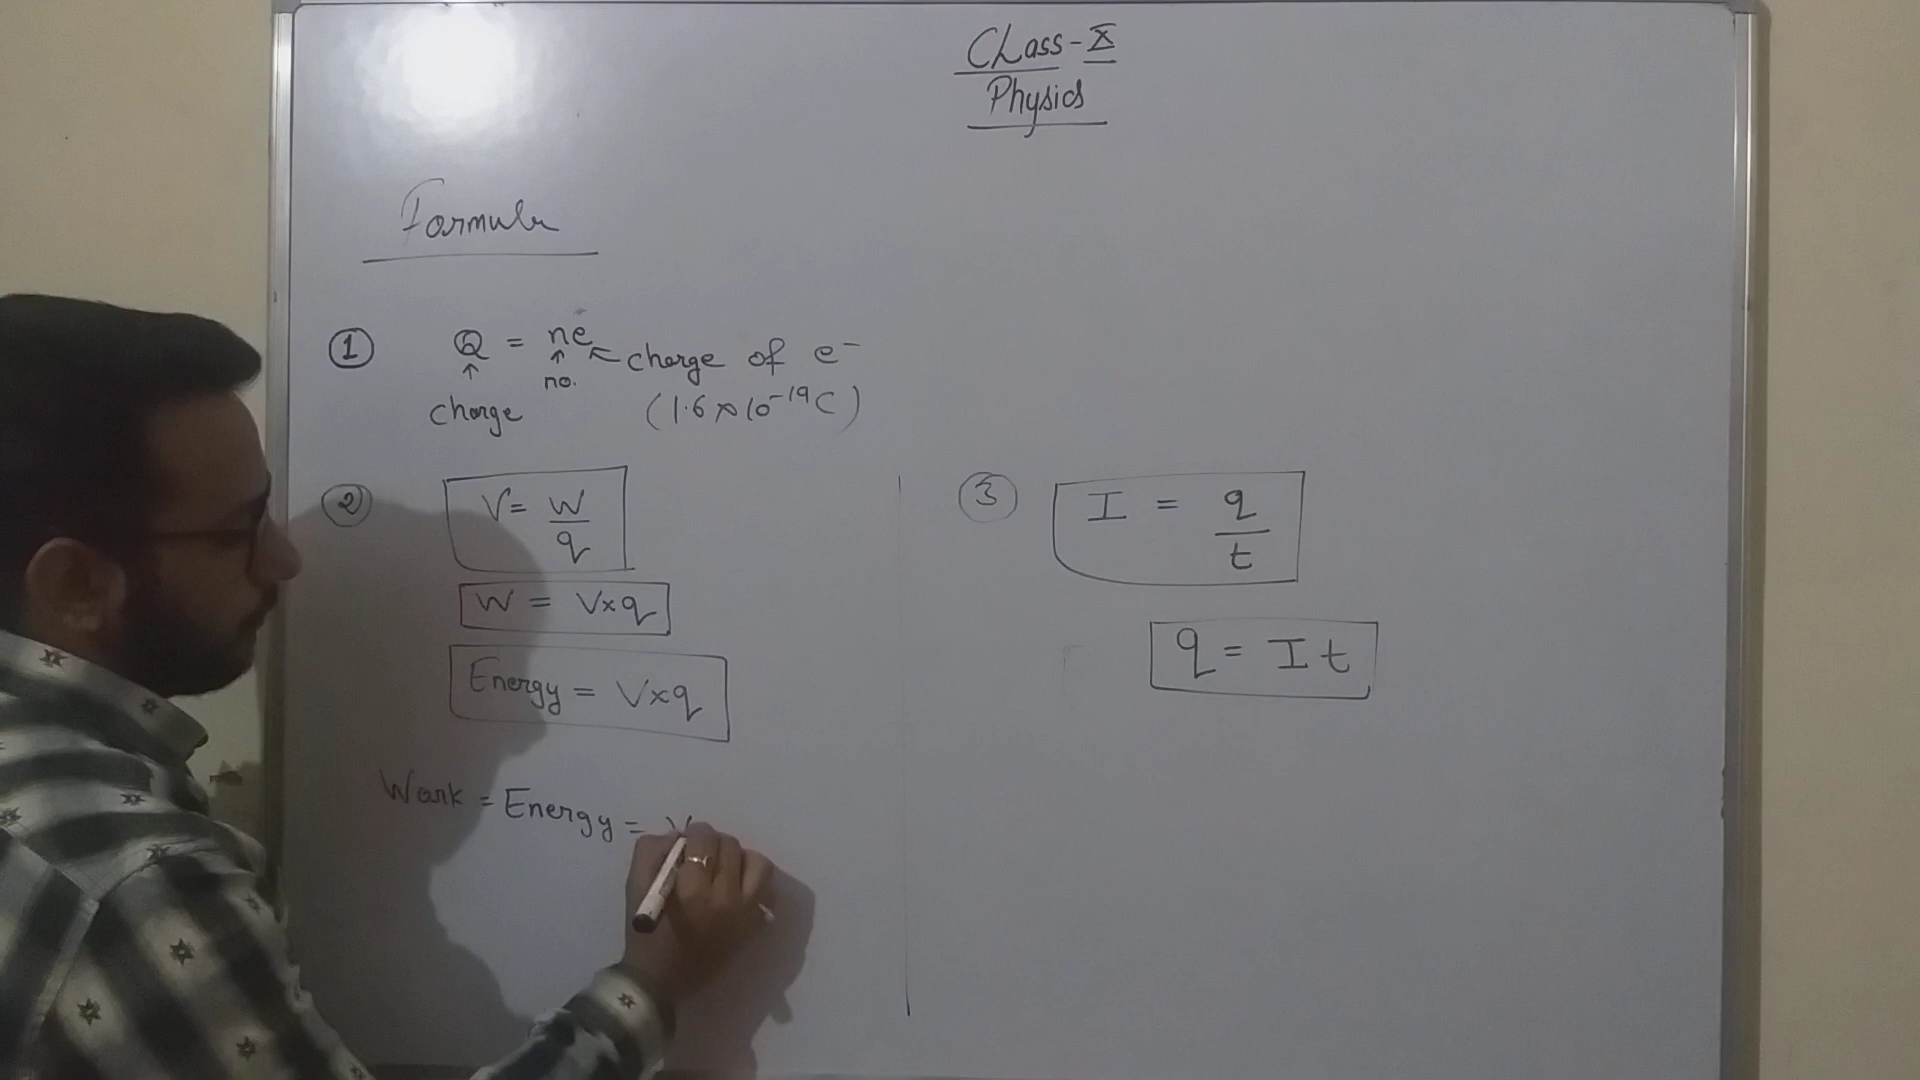 Class-X
Physics
Formula
① Q = ne ← charge of e⁻
↑ ↑
charge no. (1.6×10⁻¹⁹C)
② V = W/q
W = V×q
Energy = V×q
Work = Energy = V
③ I = q/t
q = It